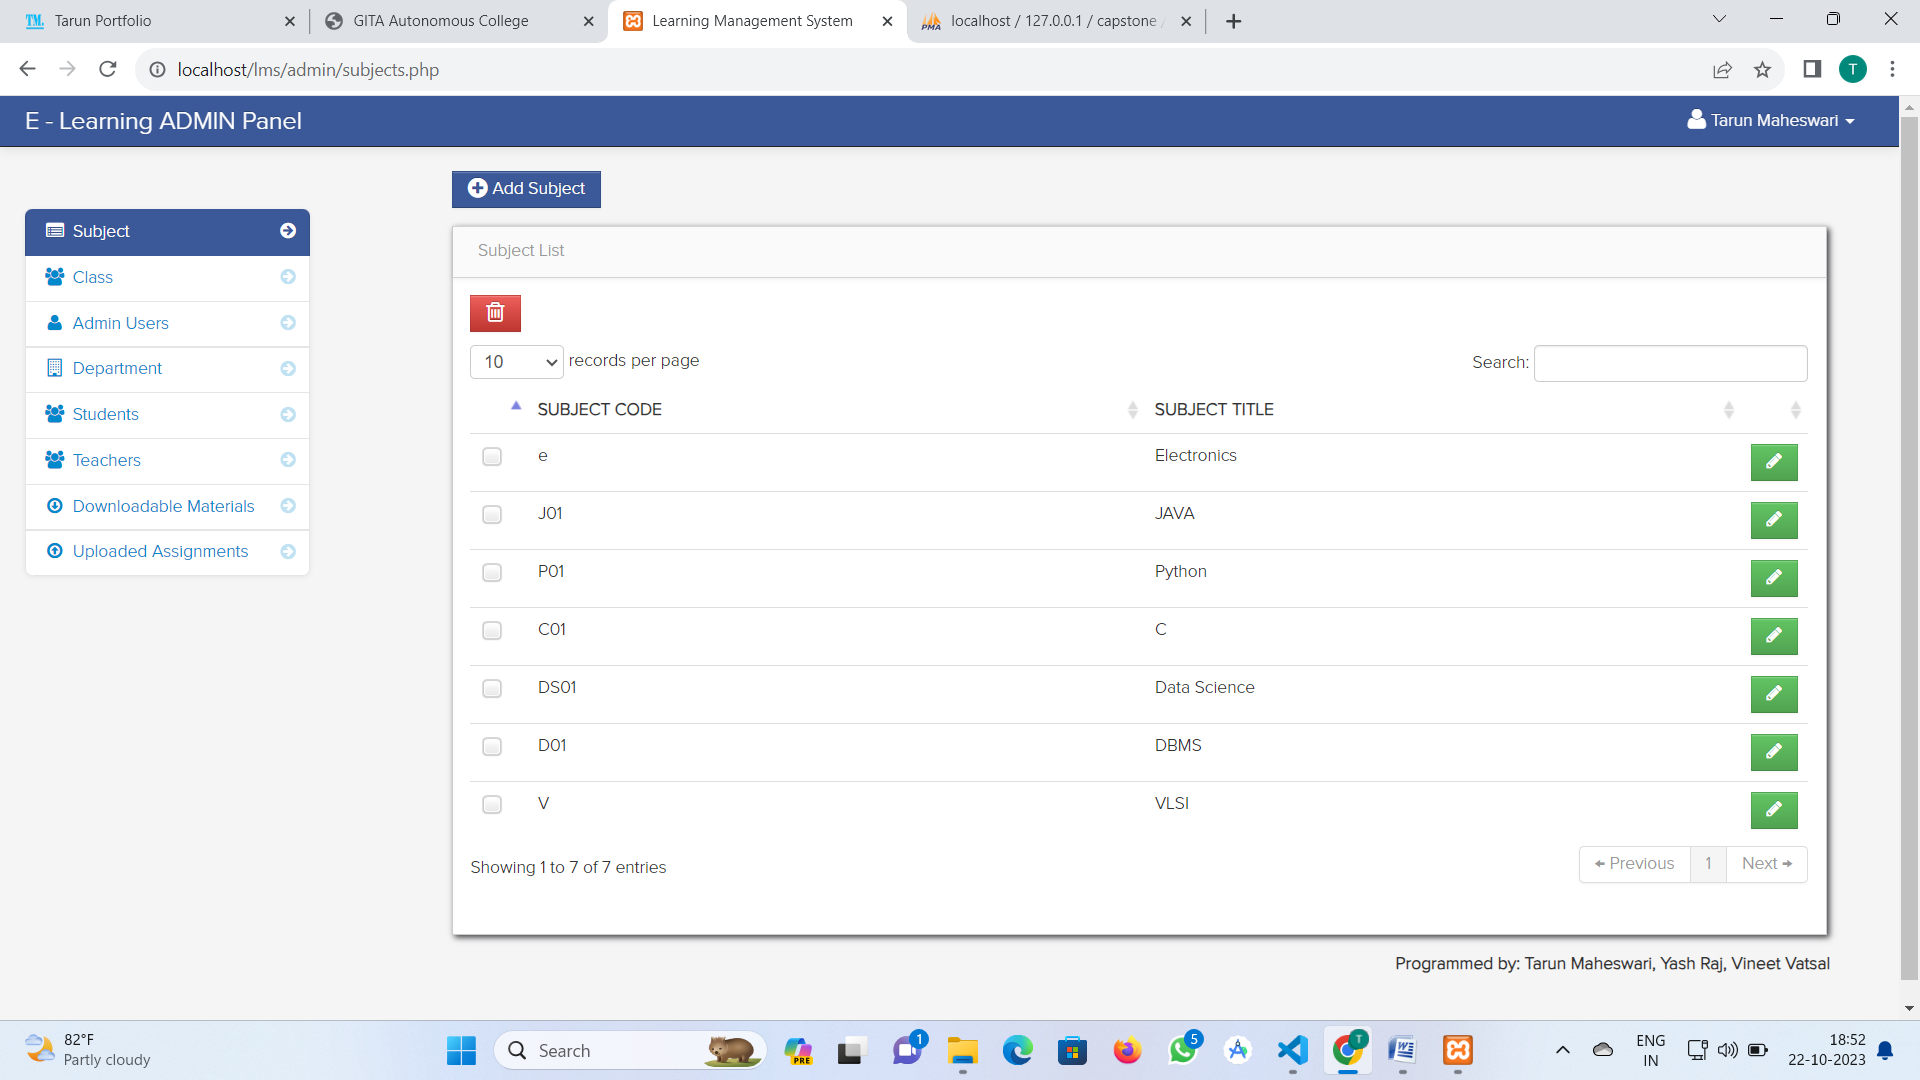 Tarun Portfolio
GITA Autonomous College
Learning Management System
localhost / 127.0.0.1 / capstone
localhost/lms/admin/subjects.php
T
E - Learning ADMIN Panel
Tarun Maheswari
Add Subject
Subject
Class
Admin Users
Department
Students
Teachers
Downloadable Materials
Uploaded Assignments
Subject List
10 records per page
Search:
SUBJECT CODE SUBJECT TITLE
e Electronics
J01 JAVA
P01 Python
C01 C
DS01 Data Science
D01 DBMS
V VLSI
Showing 1 to 7 of 7 entries
Previous 1 Next
Programmed by: Tarun Maheswari, Yash Raj, Vineet Vatsal
82°F
Partly cloudy
Search
PRE
1
5
T
ENG
IN
18:52
22-10-2023